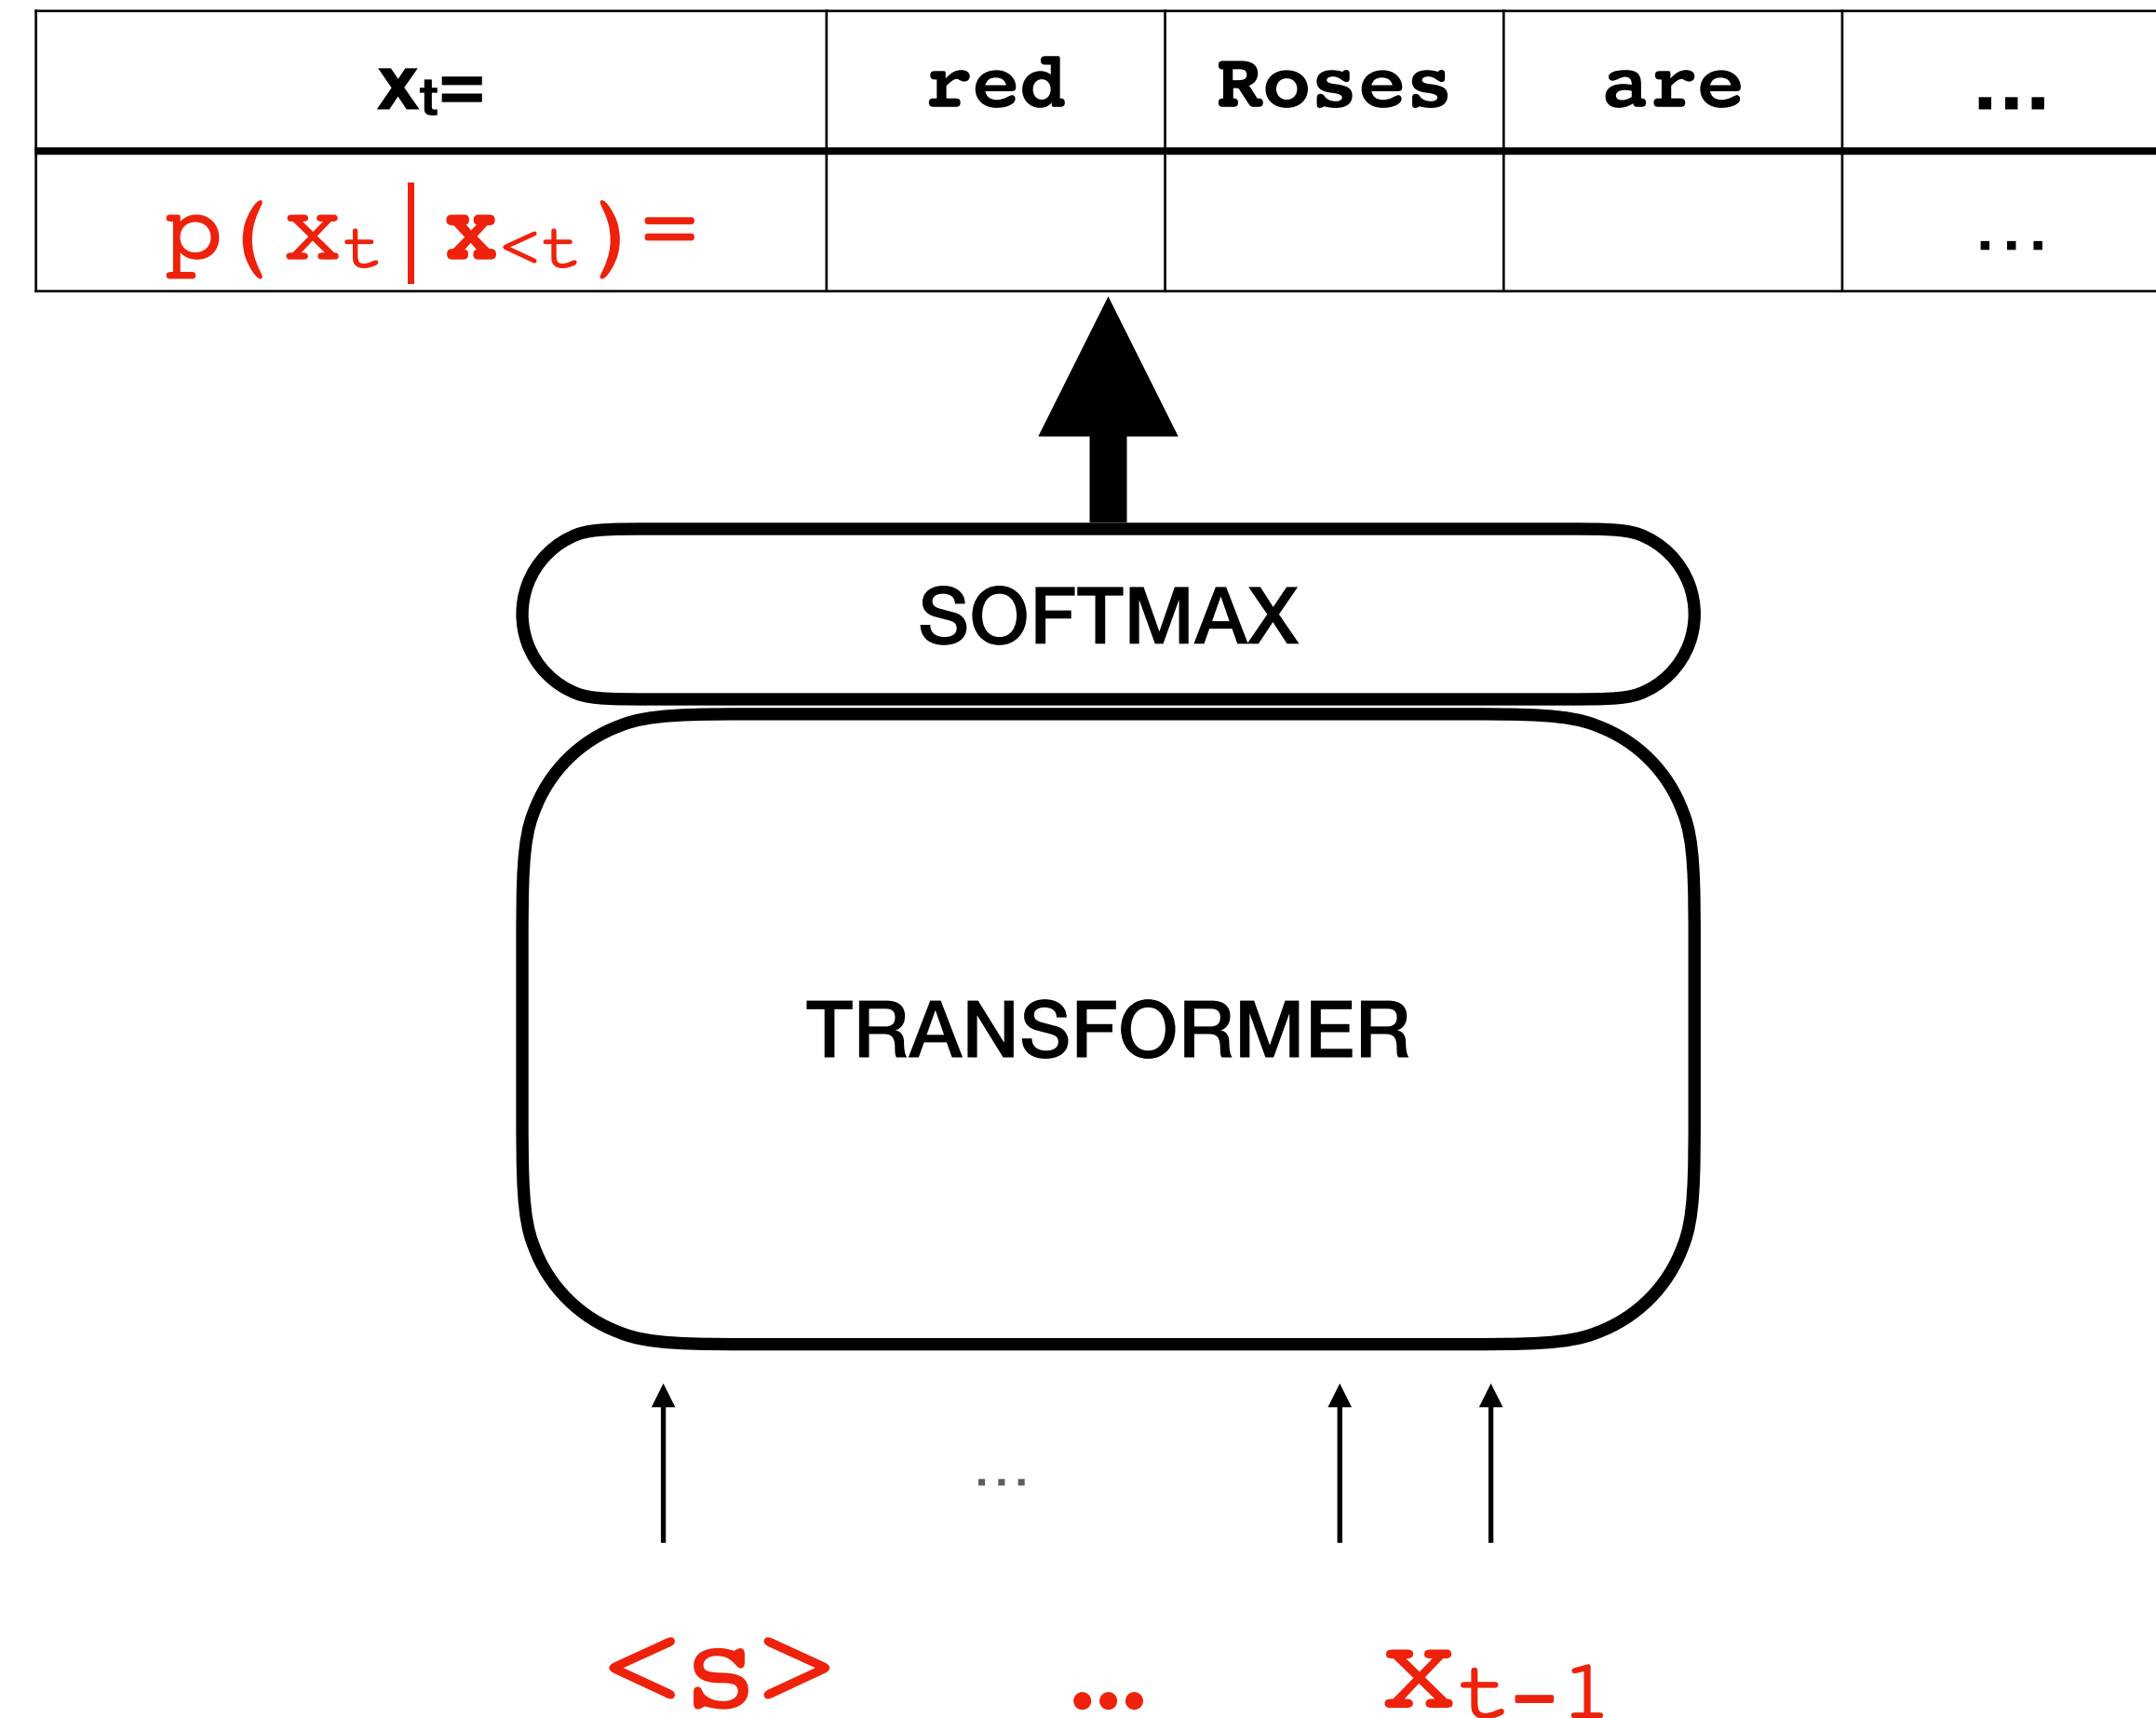 xt= red Roses are ...
p(xt|x<t)= ...
SOFTMAX
TRANSFORMER
...
<s> ... xt-1